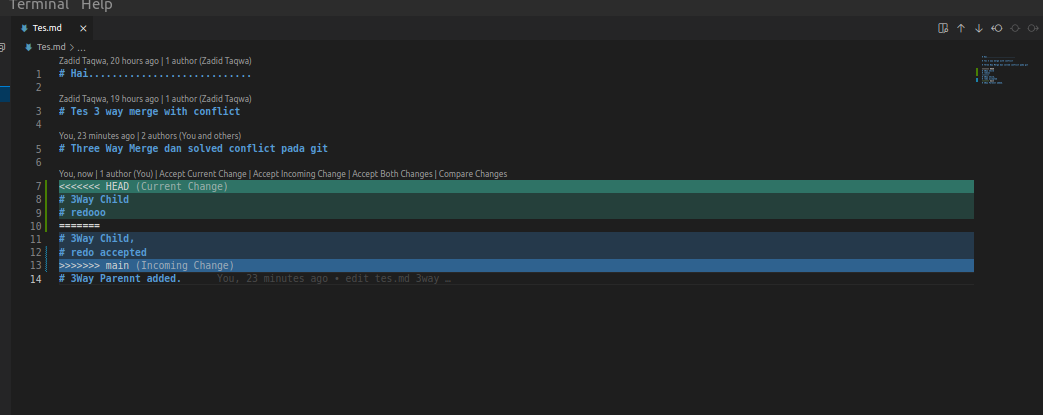 Terminal Help
Tes.md ×
Tes.md > ...
Zadid Taqwa, 20 hours ago | 1 author (Zadid Taqwa)
1 # Hai............................
2
Zadid Taqwa, 19 hours ago | 1 author (Zadid Taqwa)
3 # Tes 3 way merge with conflict
4
You, 23 minutes ago | 2 authors (You and others)
5 # Three Way Merge dan solved conflict pada git
6
You, now | 1 author (You) | Accept Current Change | Accept Incoming Change | Accept Both Changes | Compare Changes
7 <<<<<<< HEAD (Current Change)
8 # 3Way Child
9 # redooo
10 =======
11 # 3Way Child,
12 # redo accepted
13 >>>>>>> main (Incoming Change)
14 # 3Way Parennt added. You, 23 minutes ago • edit tes.md 3way …